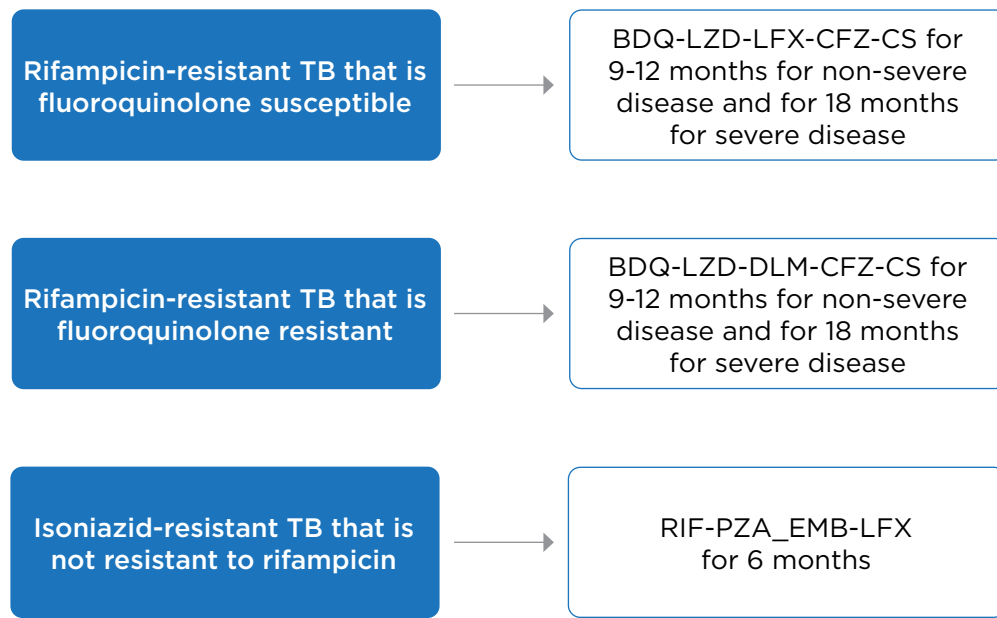 Rifampicin-resistant TB that is
fluoroquinolone susceptible
BDQ-LZD-LFX-CFZ-CS for
9-12 months for non-severe
disease and for 18 months
for severe disease
Rifampicin-resistant TB that is
fluoroquinolone resistant
BDQ-LZD-DLM-CFZ-CS for
9-12 months for non-severe
disease and for 18 months
for severe disease
Isoniazid-resistant TB that is
not resistant to rifampicin
RIF-PZA_EMB-LFX
for 6 months